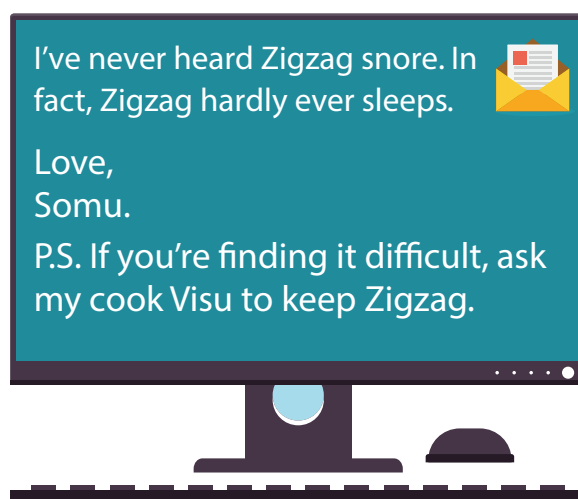 I’ve never heard Zigzag snore. In
fact, Zigzag hardly ever sleeps.
Love,
Somu.
P.S. If you’re finding it difficult, ask
my cook Visu to keep Zigzag.